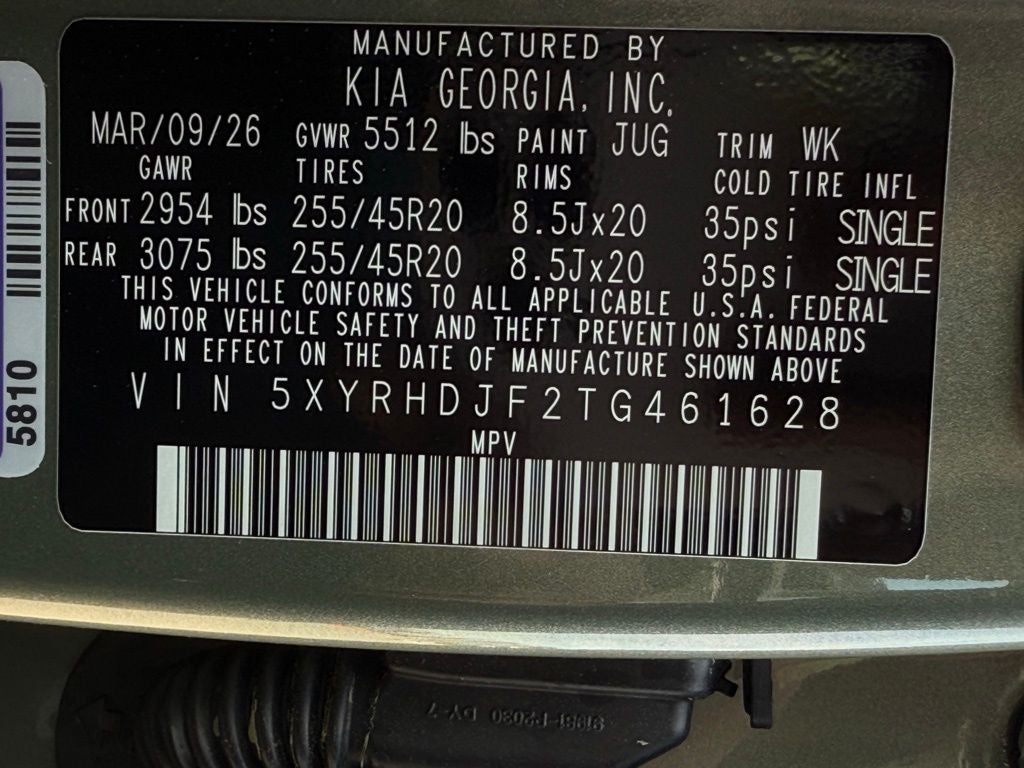 MANUFACTURED BY
KIA GEORGIA, INC.
MAR/09/26 GVWR 5512 lbs PAINT JUG TRIM WK
GAWR TIRES RIMS COLD TIRE INFL
FRONT 2954 lbs 255/45R20 8.5Jx20 35psi SINGLE
REAR 3075 lbs 255/45R20 8.5Jx20 35psi SINGLE
THIS VEHICLE CONFORMS TO ALL APPLICABLE U.S.A. FEDERAL
MOTOR VEHICLE SAFETY AND THEFT PREVENTION STANDARDS
IN EFFECT ON THE DATE OF MANUFACTURE SHOWN ABOVE
VIN 5XYRHDJF2TG461628
MPV
5810